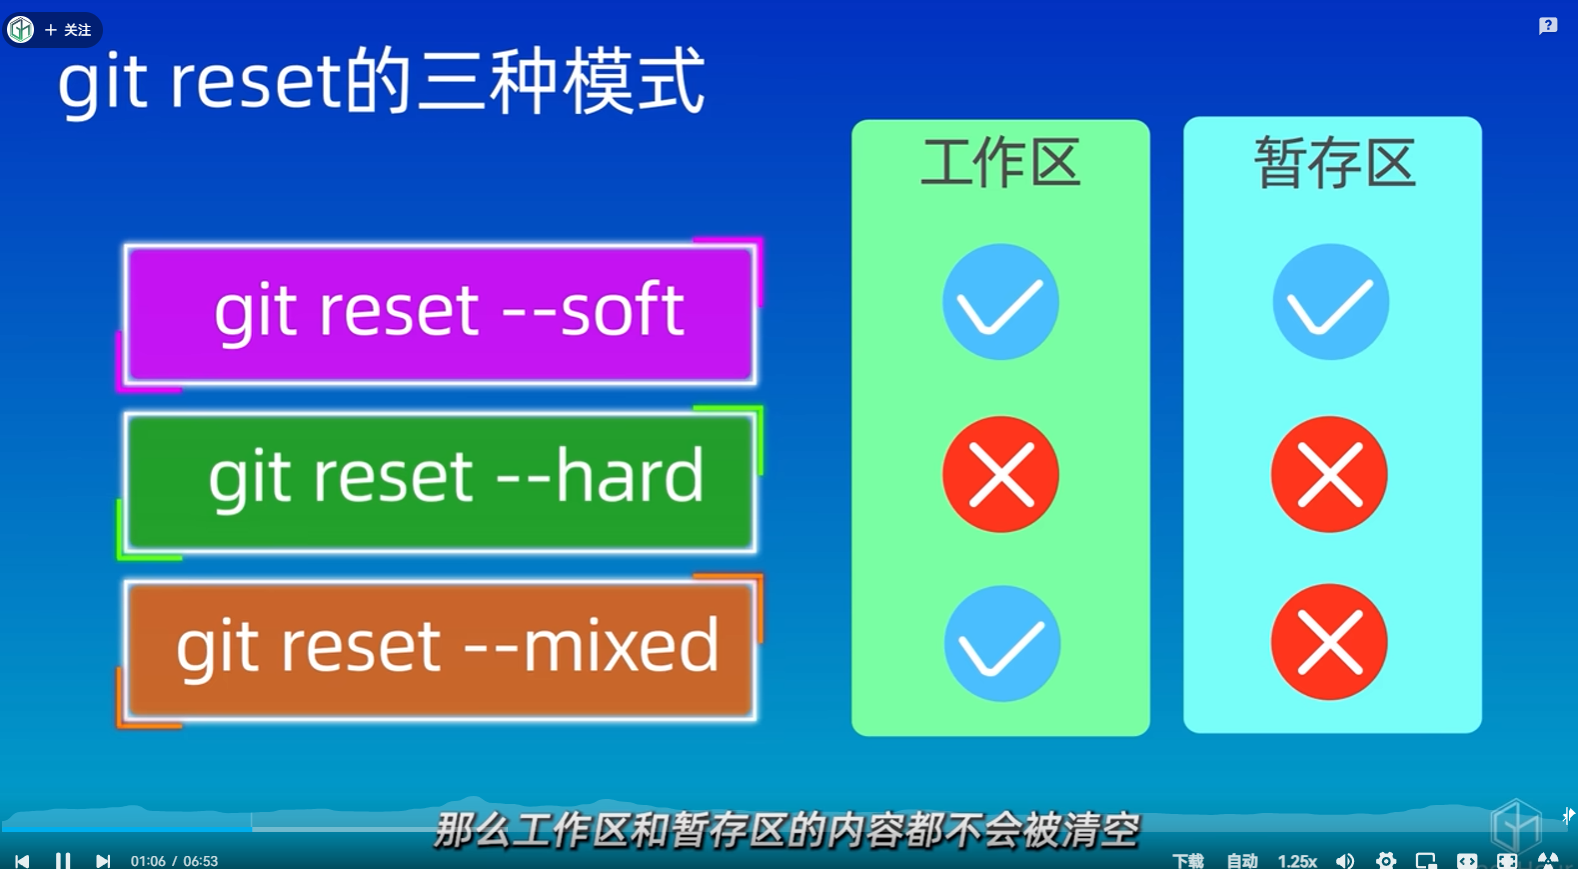 + 关注
git reset的三种模式
工作区
暂存区
git reset --soft
git reset --hard
git reset --mixed
那么工作区和暂存区的内容都不会被清空
01:06 / 06:53
下载 自动 1.25x